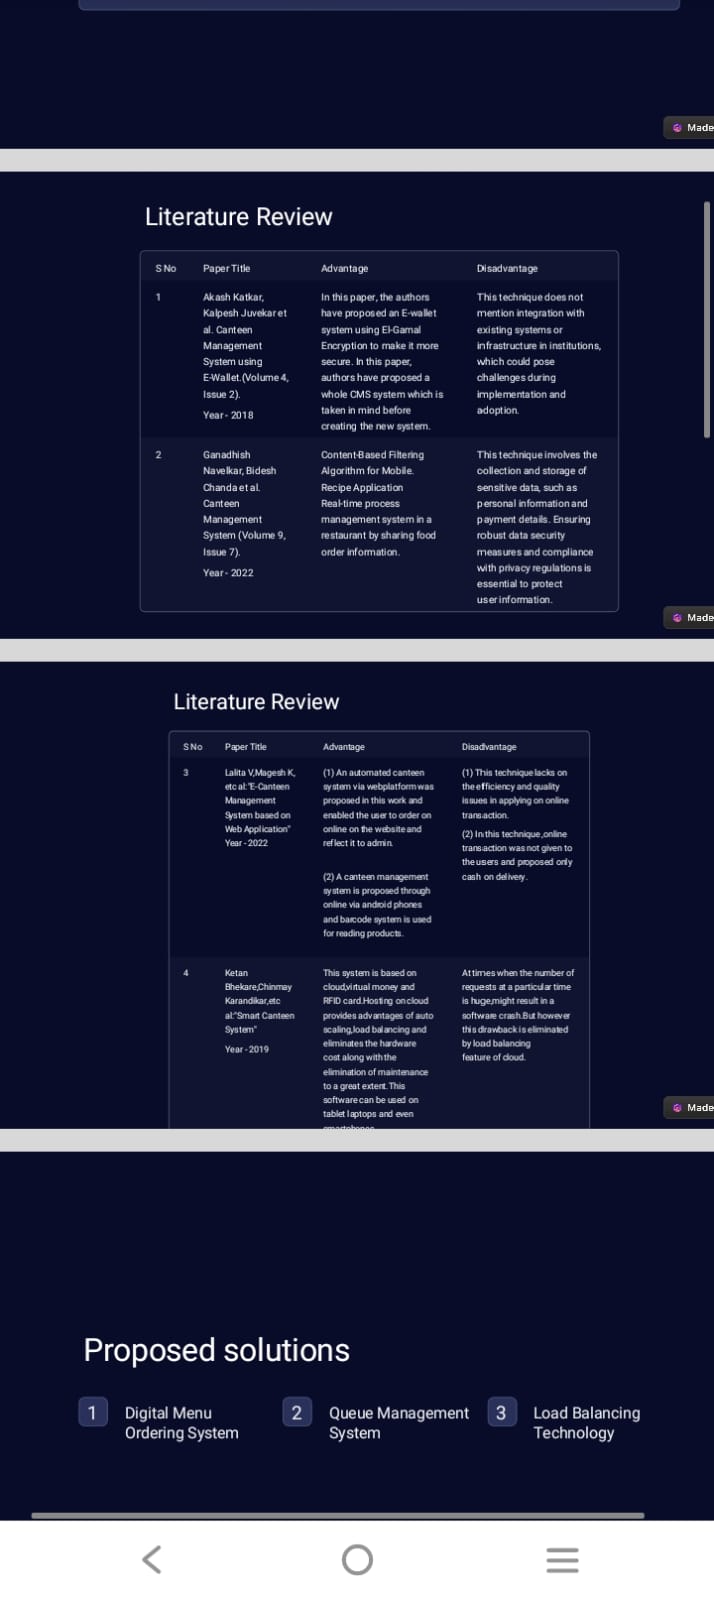 Made
Literature Review
S No Paper Title Advantage Disadvantage
1
Akash Katkar,
Kalpesh Juvekar et
al. Canteen
Management
System using
E-Wallet.(Volume 4,
Issue 2).
Year - 2018
In this paper, the authors
have proposed an E-wallet
system using El-Gamal
Encryption to make it more
secure. In this paper,
authors have proposed a
whole CMS system which is
taken in mind before
creating the new system.
This technique does not
mention integration with
existing systems or
infrastructure in institutions,
which could pose
challenges during
implementation and
adoption.
2
Ganadhish
Navelkar, Bidesh
Chanda et al.
Canteen
Management
System (Volume 9,
Issue 7).
Year - 2022
Content-Based Filtering
Algorithm for Mobile.
Recipe Application
Real-time process
management system in a
restaurant by sharing food
order information.
This technique involves the
collection and storage of
sensitive data, such as
personal information and
payment details. Ensuring
robust data security
measures and compliance
with privacy regulations is
essential to protect
user information.
Made
Literature Review
S No Paper Title Advantage Disadvantage
3
Lalita V,Magesh K,
etc al:"E-Canteen
Management
System based on
Web Application"
Year - 2022
(1) An automated canteen
system via webplatform was
proposed in this work and
enabled the user to order on
online on the website and
reflect it to admin.
(2) A canteen management
system is proposed through
online via android phones
and barcode system is used
for reading products.
(1) This technique lacks on
the efficiency and quality
issues in applying on online
transaction.
(2) In this technique,online
transaction was not given to
the users and proposed only
cash on delivery.
4
Ketan
Bhekare,Chinmay
Karandikar,etc
al:"Smart Canteen
System"
Year - 2019
This system is based on
cloud,virtual money and
RFID card.Hosting on cloud
provides advantages of auto
scaling,load balancing and
eliminates the hardware
cost along with the
elimination of maintenance
to a great extent.This
software can be used on
tablet laptops and even
smartphones
At times when the number of
requests at a particular time
is huge,might result in a
software crash.But however
this drawback is eliminated
by load balancing
feature of cloud.
Made
Proposed solutions
1 Digital Menu
Ordering System
2 Queue Management
System
3 Load Balancing
Technology